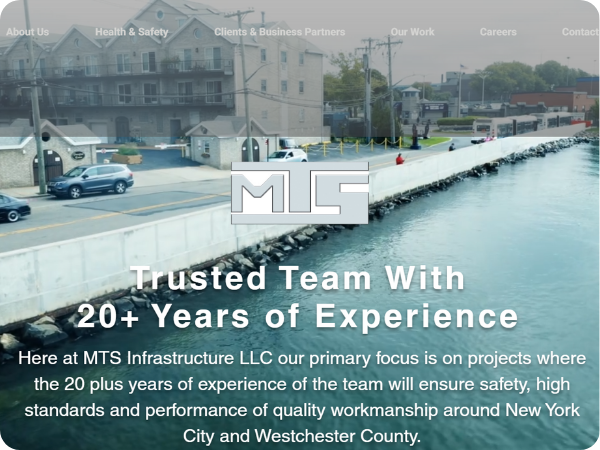 About Us Health & Safety Clients & Business Partners Our Work Careers Contact
MTS
Trusted Team With
20+ Years of Experience
Here at MTS Infrastructure LLC our primary focus is on projects where
the 20 plus years of experience of the team will ensure safety, high
standards and performance of quality workmanship around New York
City and Westchester County.